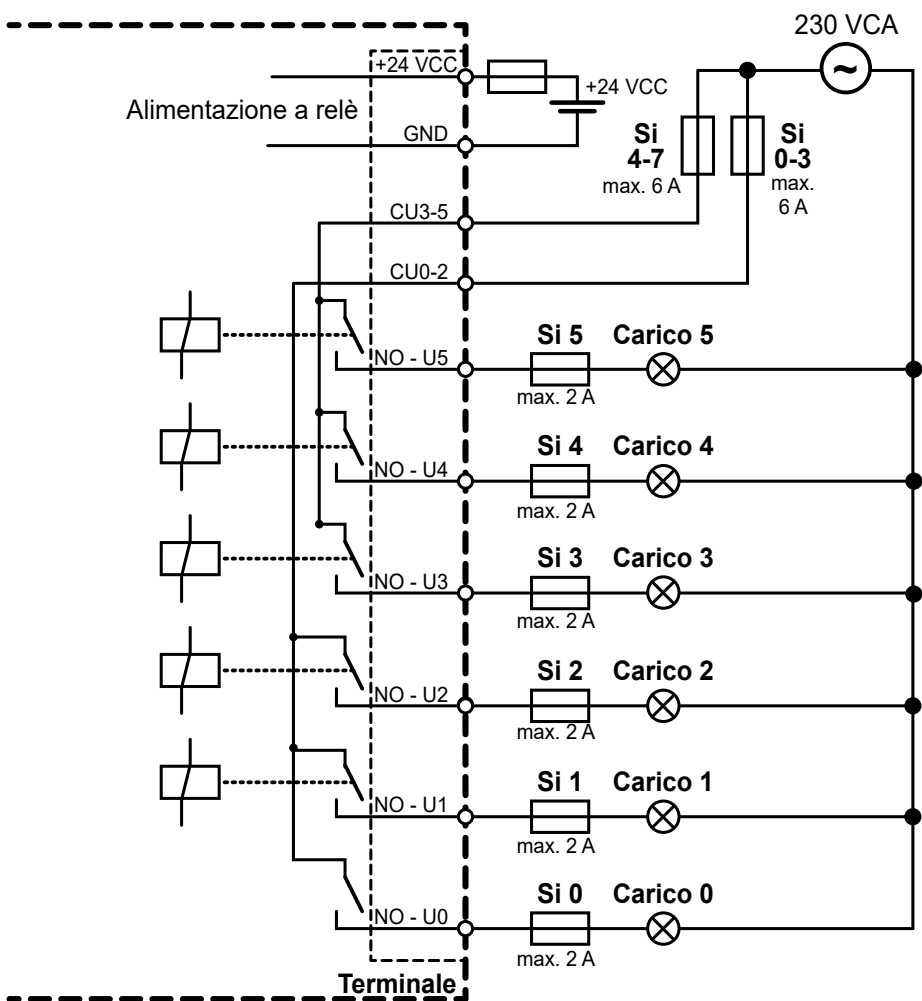 230 VCA
+24 VCC
+24 VCC
Alimentazione a relè
GND
Si
4-7
max. 6 A
Si
0-3
max.
6 A
CU3-5
CU0-2
Si 5 Carico 5
NO - U5
max. 2 A
Si 4 Carico 4
NO - U4
max. 2 A
Si 3 Carico 3
NO - U3
max. 2 A
Si 2 Carico 2
NO - U2
max. 2 A
Si 1 Carico 1
NO - U1
max. 2 A
Si 0 Carico 0
NO - U0
max. 2 A
Terminale